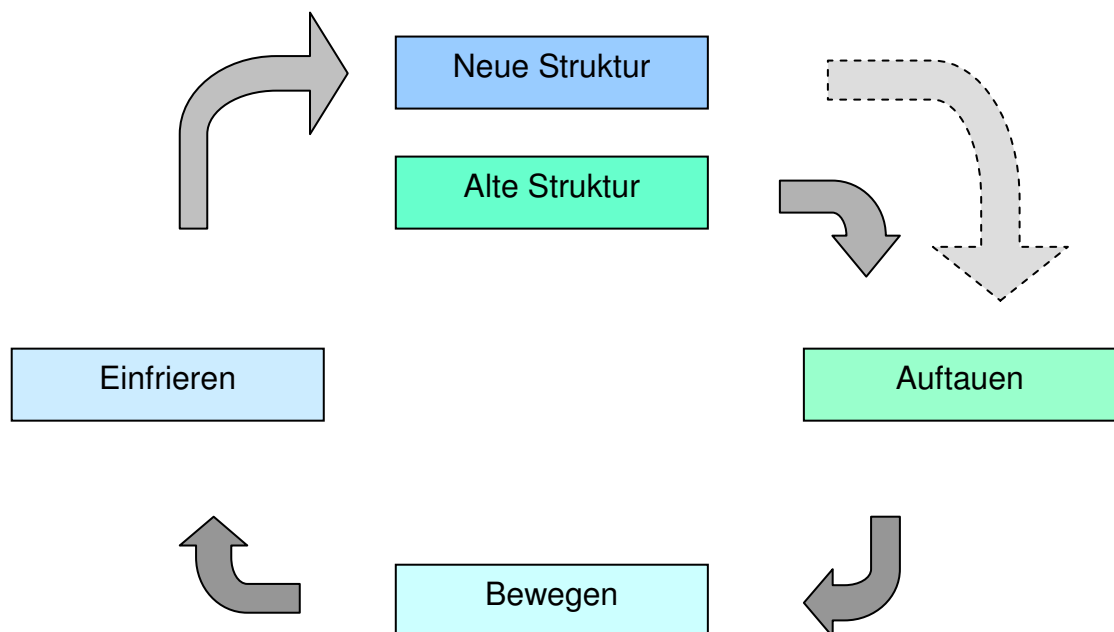 Neue Struktur
Alte Struktur
Einfrieren
Auftauen
Bewegen